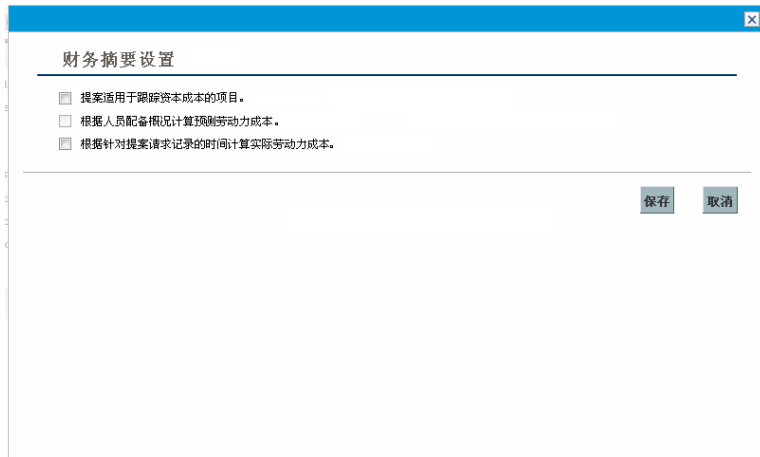 财务摘要设置
提案适用于跟踪资本成本的项目。
根据人员配备概况计算预测劳动力成本。
根据针对提案请求记录的时间计算实际劳动力成本。
保存
取消